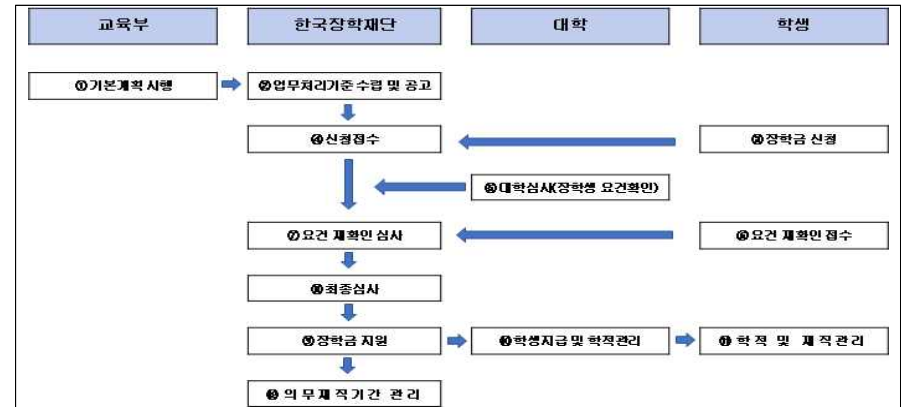 교육부 한국장학재단 대학 학생
①기본계획 시행 ②업무처리기준 수립 및 공고
④신청접수 ③장학금 신청
⑤대학심사(장학생 요건확인)
⑦요건 재확인 심사 ⑥요건 재확인 접수
⑧최종심사
⑨장학금 지원 ⑩학생지급 및 학적관리 ⑪학적 및 재직관리
의무재직기간 관리